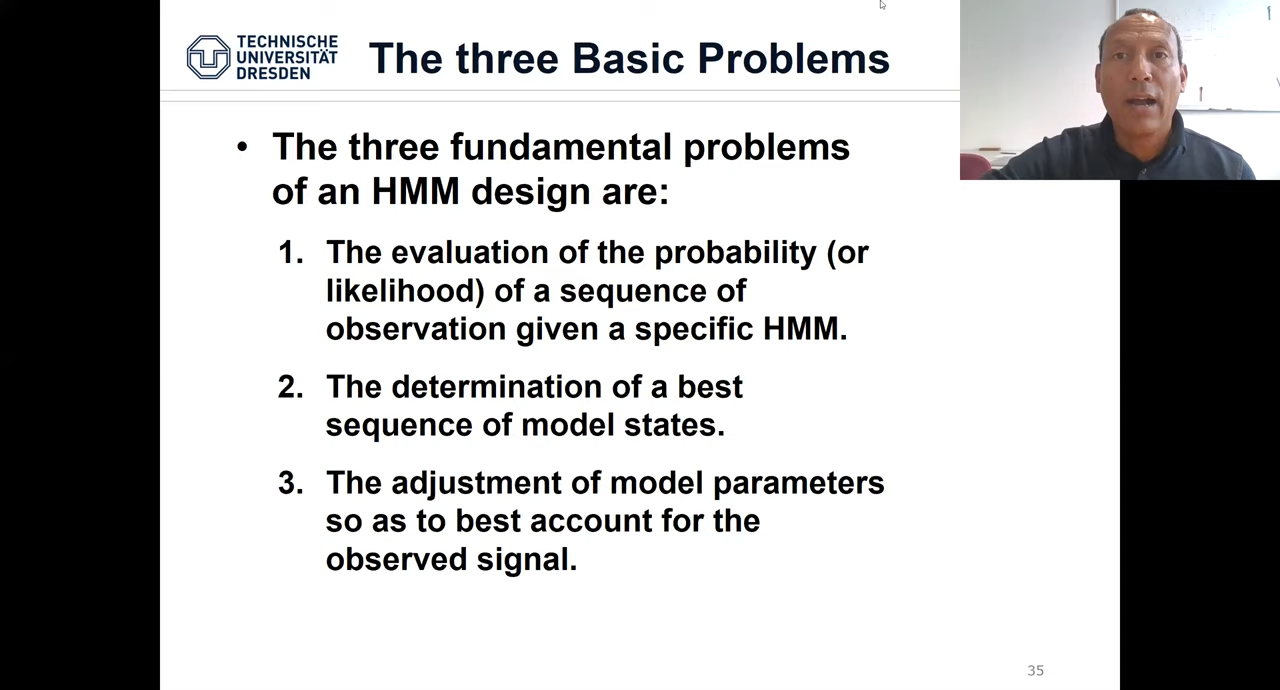 TECHNISCHE
UNIVERSITÄT
DRESDEN
The three Basic Problems
• The three fundamental problems
of an HMM design are:
1. The evaluation of the probability (or
likelihood) of a sequence of
observation given a specific HMM.
2. The determination of a best
sequence of model states.
3. The adjustment of model parameters
so as to best account for the
observed signal.
35